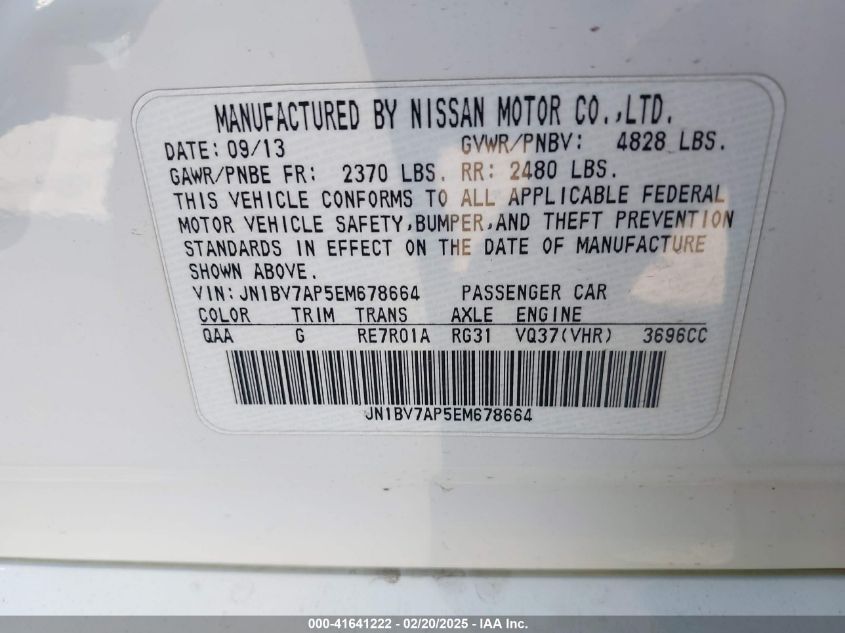 MANUFACTURED BY NISSAN MOTOR CO.,LTD.
DATE: 09/13 GVWR/PNBV: 4828 LBS.
GAWR/PNBE FR: 2370 LBS. RR: 2480 LBS.
THIS VEHICLE CONFORMS TO ALL APPLICABLE FEDERAL
MOTOR VEHICLE SAFETY,BUMPER,AND THEFT PREVENTION
STANDARDS IN EFFECT ON THE DATE OF MANUFACTURE
SHOWN ABOVE.
VIN:JN1BV7AP5EM678664 PASSENGER CAR
COLOR TRIM TRANS AXLE ENGINE
QAA G RE7R01A RG31 VQ37(VHR) 3696CC
JN1BV7AP5EM678664
000-41641222 - 02/20/2025 - IAA Inc.